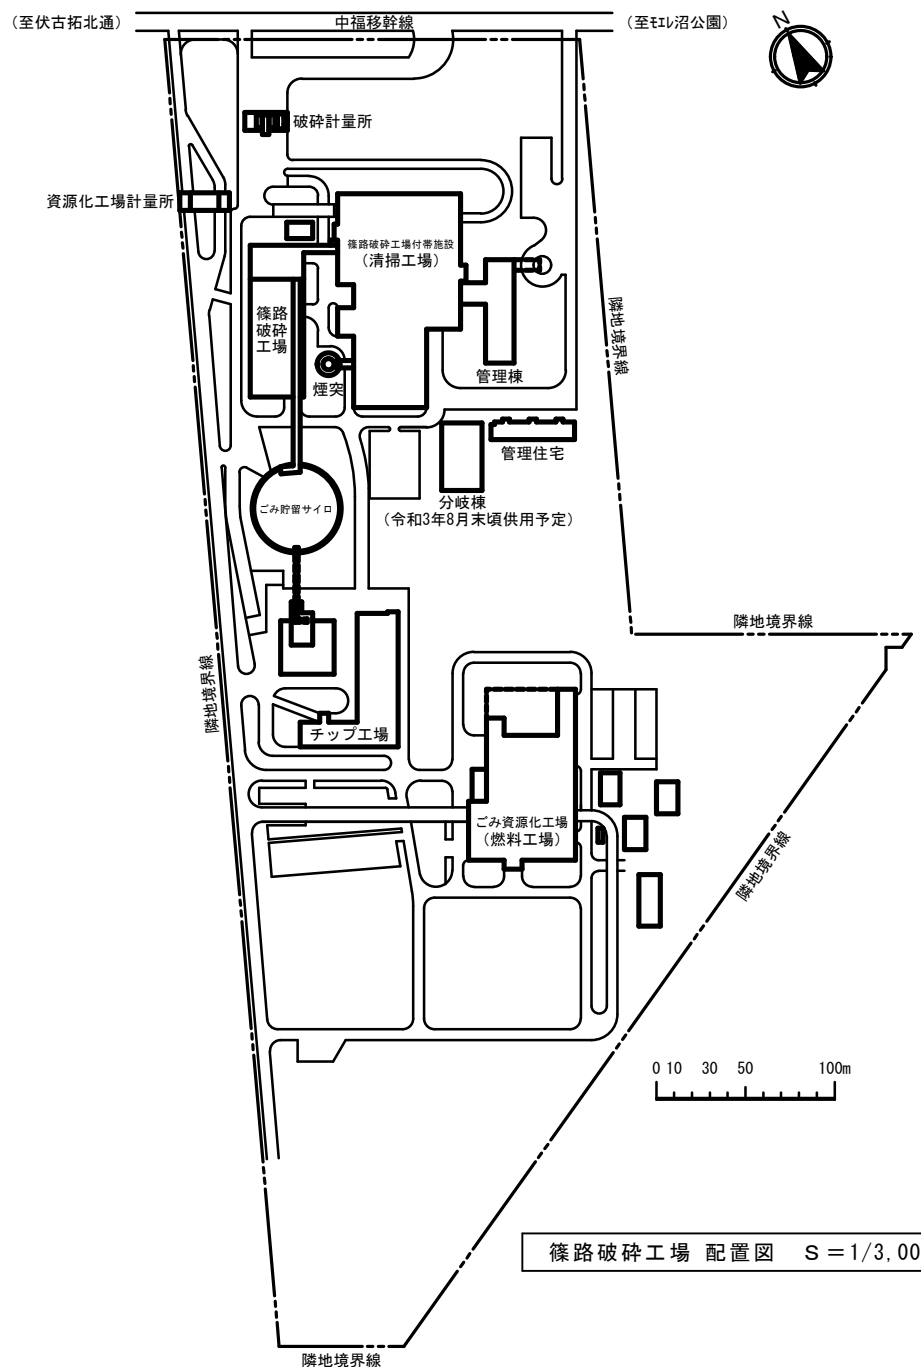 （至伏古拓北通）
中福移幹線
（至ﾓｴﾚ沼公園）
N
破砕計量所
資源化工場計量所
篠路破砕工場付帯施設
（清掃工場）
篠路
破砕
工場
隣地境界線
煙突
管理棟
管理住宅
ごみ貯留サイロ
分岐棟
（令和3年8月末頃供用予定）
隣地境界線
隣地境界線
チップ工場
ごみ資源化工場
（燃料工場）
隣地境界線
0 10 30 50 100m
篠路破砕工場 配置図 S＝1/3,00
隣地境界線